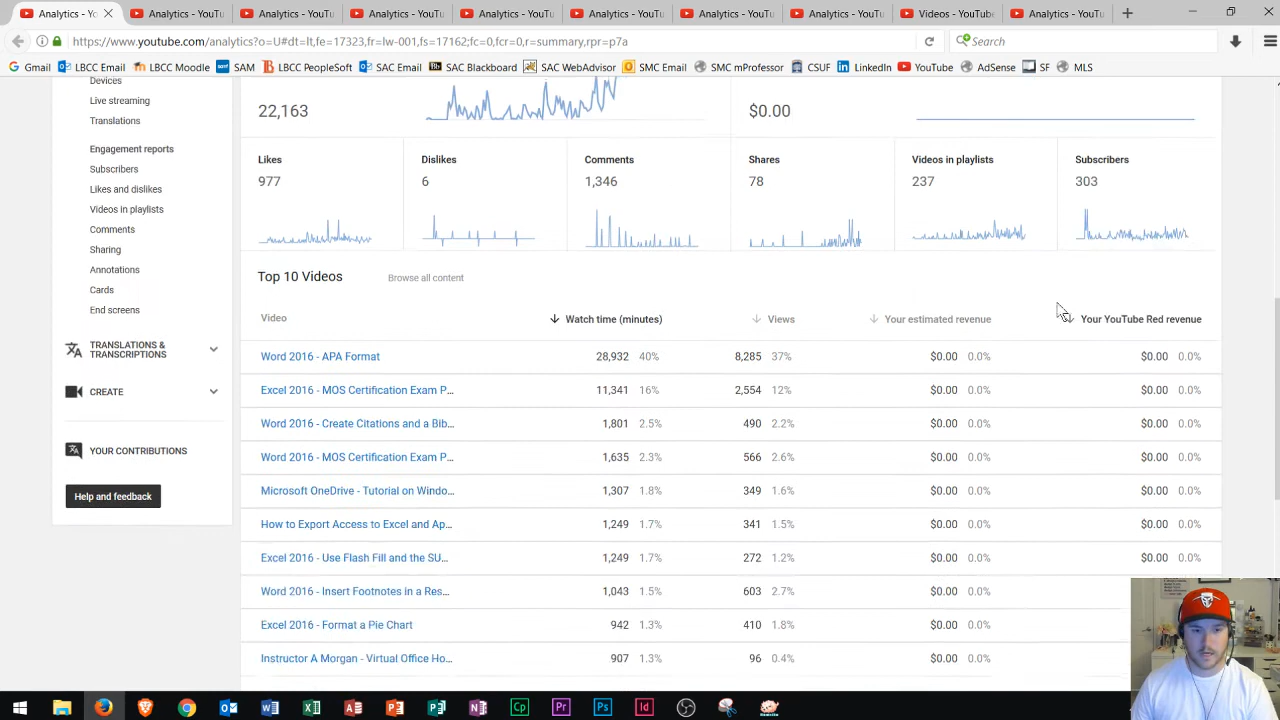 Analytics - YouTu Analytics - YouTu Analytics - YouTu Analytics - YouTu Analytics - YouTu Analytics - YouTu Analytics - YouTu Analytics - YouTu Videos - YouTube Analytics - YouTu
https://www.youtube.com/analytics?o=U#dt=lt,fe=17323,fr=lw-001,fs=17162;fc=0,fcr=0,r=summary,rpr=p7a Search
Gmail LBCC Email LBCC Moodle SAM LBCC PeopleSoft SAC Email SAC Blackboard SAC WebAdvisor SMC Email SMC mProfessor CSUF LinkedIn YouTube AdSense SF MLS
Devices
Live streaming
Translations
Engagement reports
Subscribers
Likes and dislikes
Videos in playlists
Comments
Sharing
Annotations
Cards
End screens
TRANSLATIONS &
TRANSCRIPTIONS
CREATE
YOUR CONTRIBUTIONS
Help and feedback
22,163 $0.00
Likes Dislikes Comments Shares Videos in playlists Subscribers
977 6 1,346 78 237 303
Top 10 Videos Browse all content
Video Watch time (minutes) Views Your estimated revenue Your YouTube Red revenue
Word 2016 - APA Format 28,932 40% 8,285 37% $0.00 0.0% $0.00 0.0%
Excel 2016 - MOS Certification Exam P... 11,341 16% 2,554 12% $0.00 0.0% $0.00 0.0%
Word 2016 - Create Citations and a Bib... 1,801 2.5% 490 2.2% $0.00 0.0% $0.00 0.0%
Word 2016 - MOS Certification Exam P... 1,635 2.3% 566 2.6% $0.00 0.0% $0.00 0.0%
Microsoft OneDrive - Tutorial on Windo... 1,307 1.8% 349 1.6% $0.00 0.0% $0.00 0.0%
How to Export Access to Excel and Ap... 1,249 1.7% 341 1.5% $0.00 0.0% $0.00 0.0%
Excel 2016 - Use Flash Fill and the SU... 1,249 1.7% 272 1.2% $0.00 0.0% $0.00 0.0%
Word 2016 - Insert Footnotes in a Res... 1,043 1.5% 603 2.7% $0.00 0.0%
Excel 2016 - Format a Pie Chart 942 1.3% 410 1.8% $0.00 0.0%
Instructor A Morgan - Virtual Office Ho... 907 1.3% 96 0.4% $0.00 0.0%